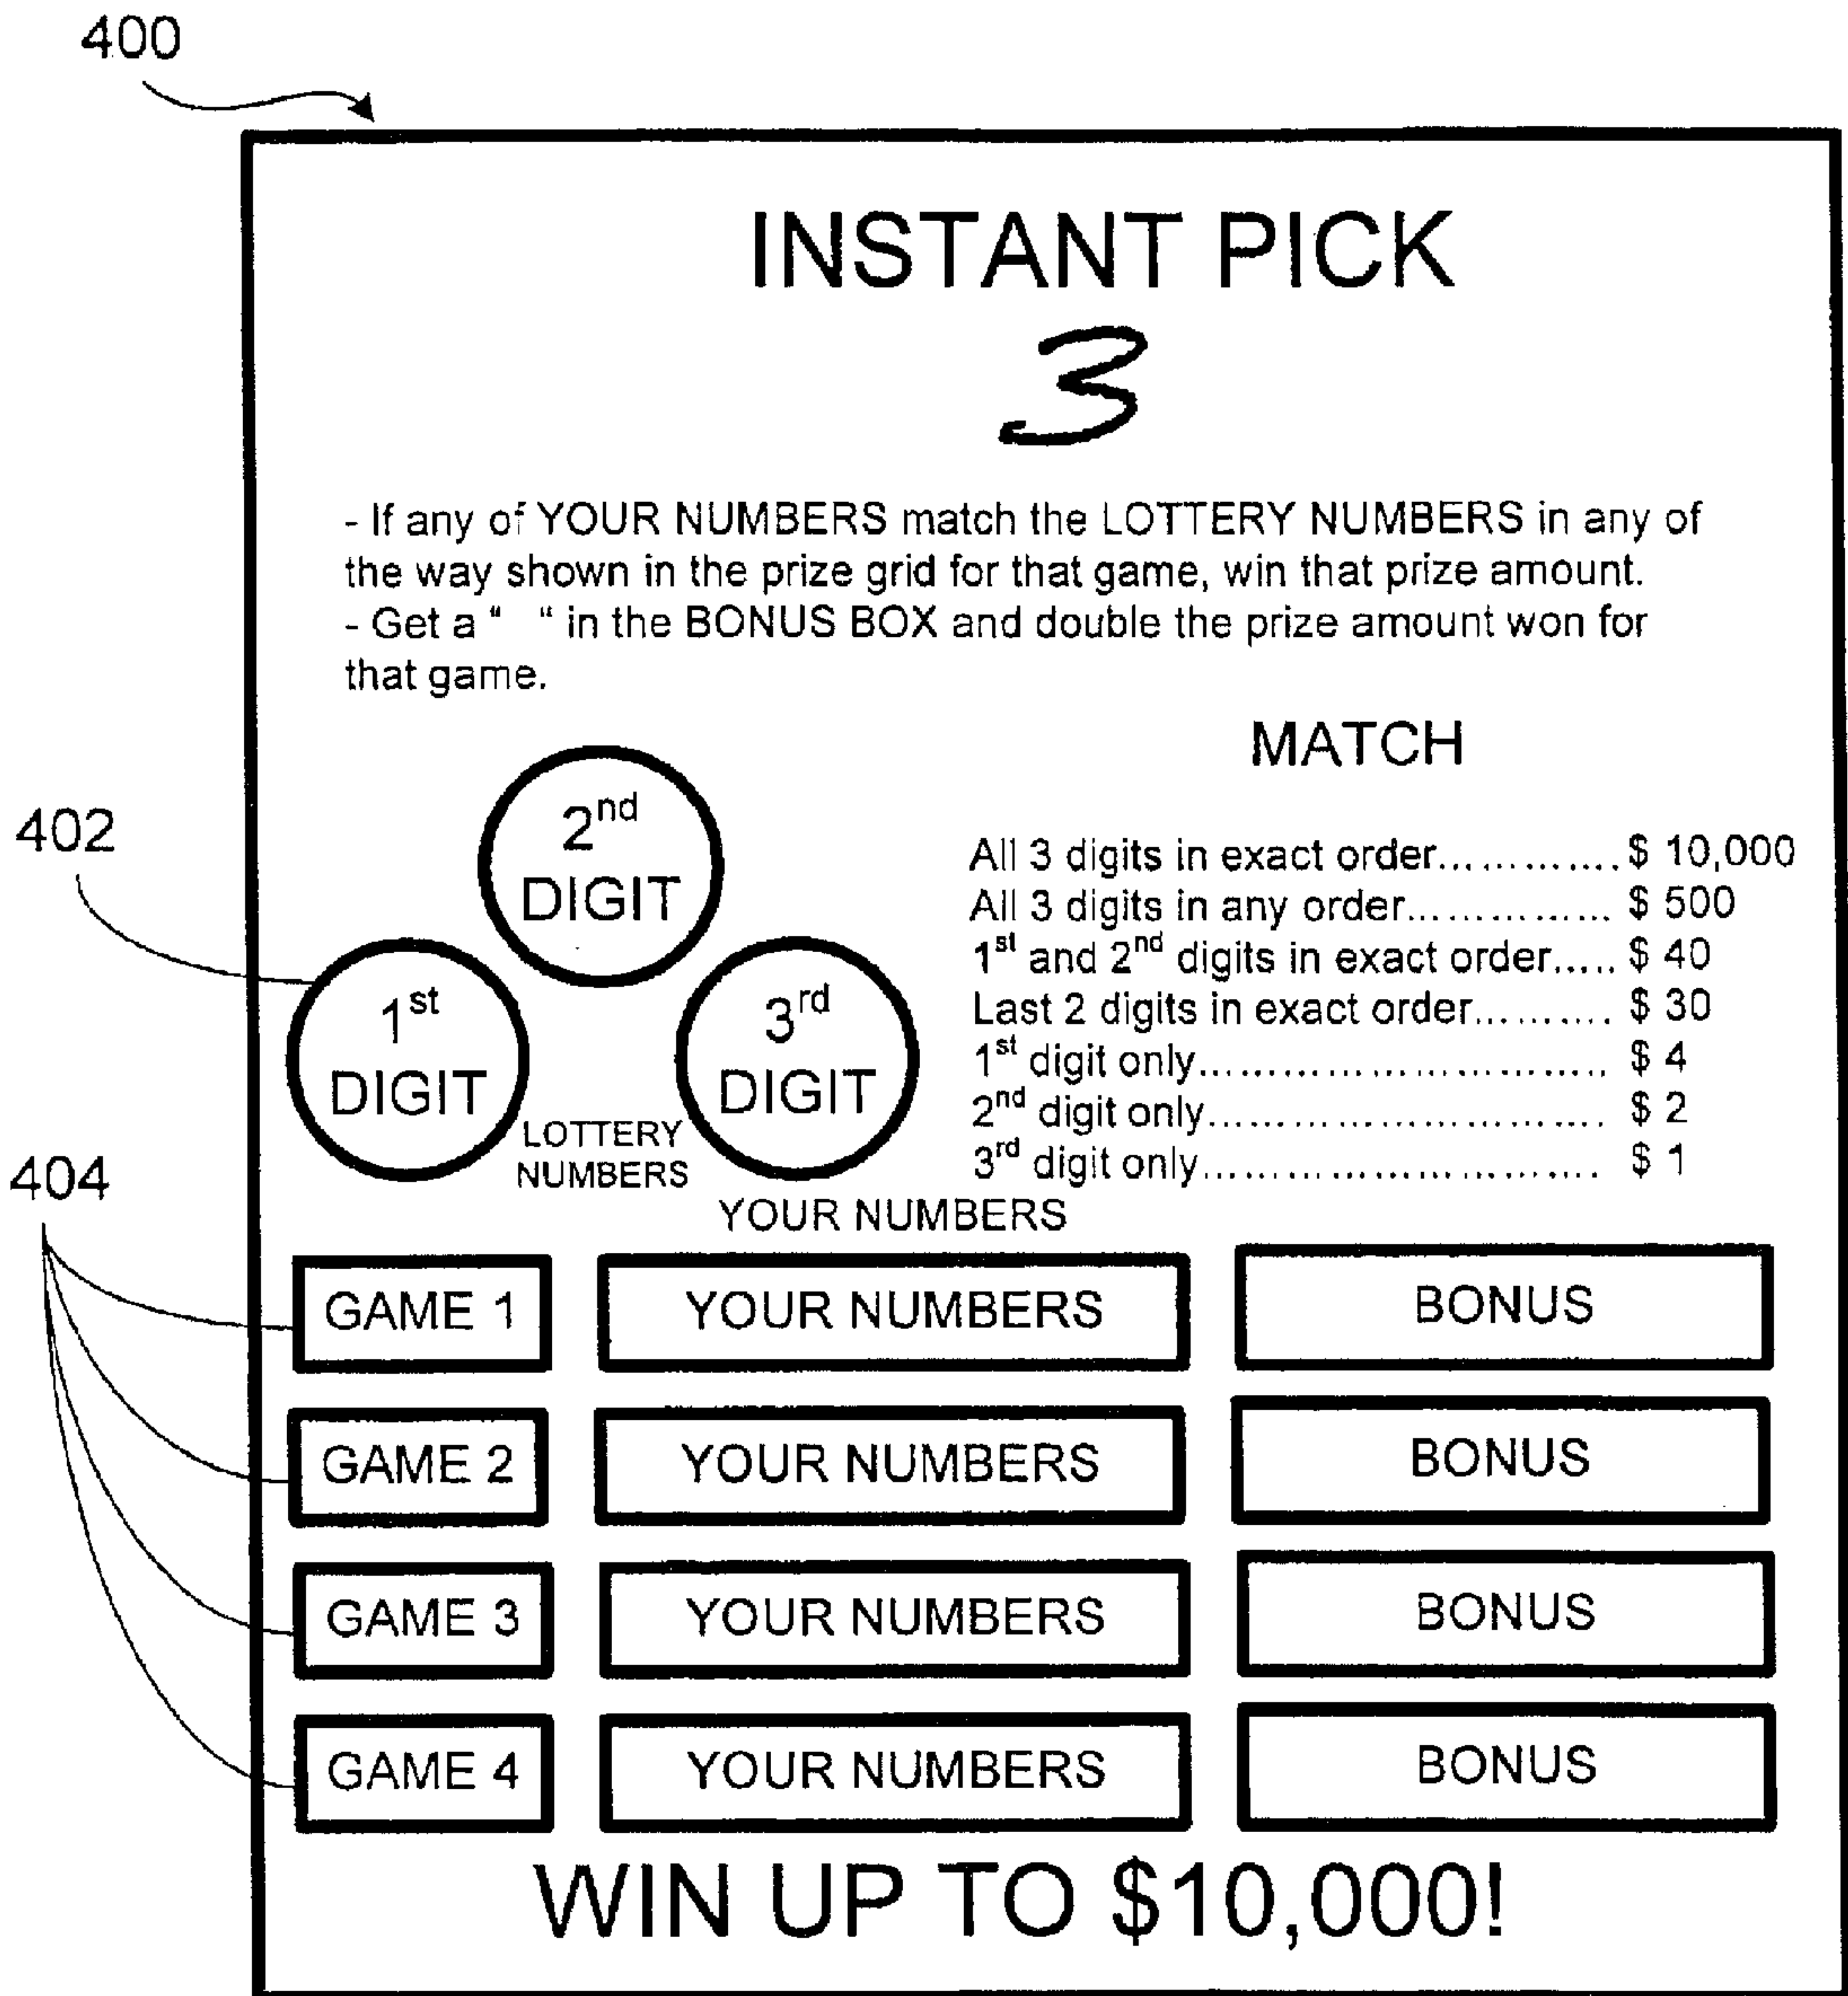 400
INSTANT PICK
3
- If any of YOUR NUMBERS match the LOTTERY NUMBERS in any of
the way shown in the prize grid for that game, win that prize amount.
- Get a “ “ in the BONUS BOX and double the prize amount won for
that game.
MATCH
402
2nd
DIGIT
1st
DIGIT
3rd
DIGIT
LOTTERY
NUMBERS
All 3 digits in exact order............. $ 10,000
All 3 digits in any order............... $ 500
1st and 2nd digits in exact order..... $ 40
Last 2 digits in exact order.......... $ 30
1st digit only............................. $ 4
2nd digit only............................ $ 2
3rd digit only............................ $ 1
404
YOUR NUMBERS
GAME 1 YOUR NUMBERS BONUS
GAME 2 YOUR NUMBERS BONUS
GAME 3 YOUR NUMBERS BONUS
GAME 4 YOUR NUMBERS BONUS
WIN UP TO $10,000!